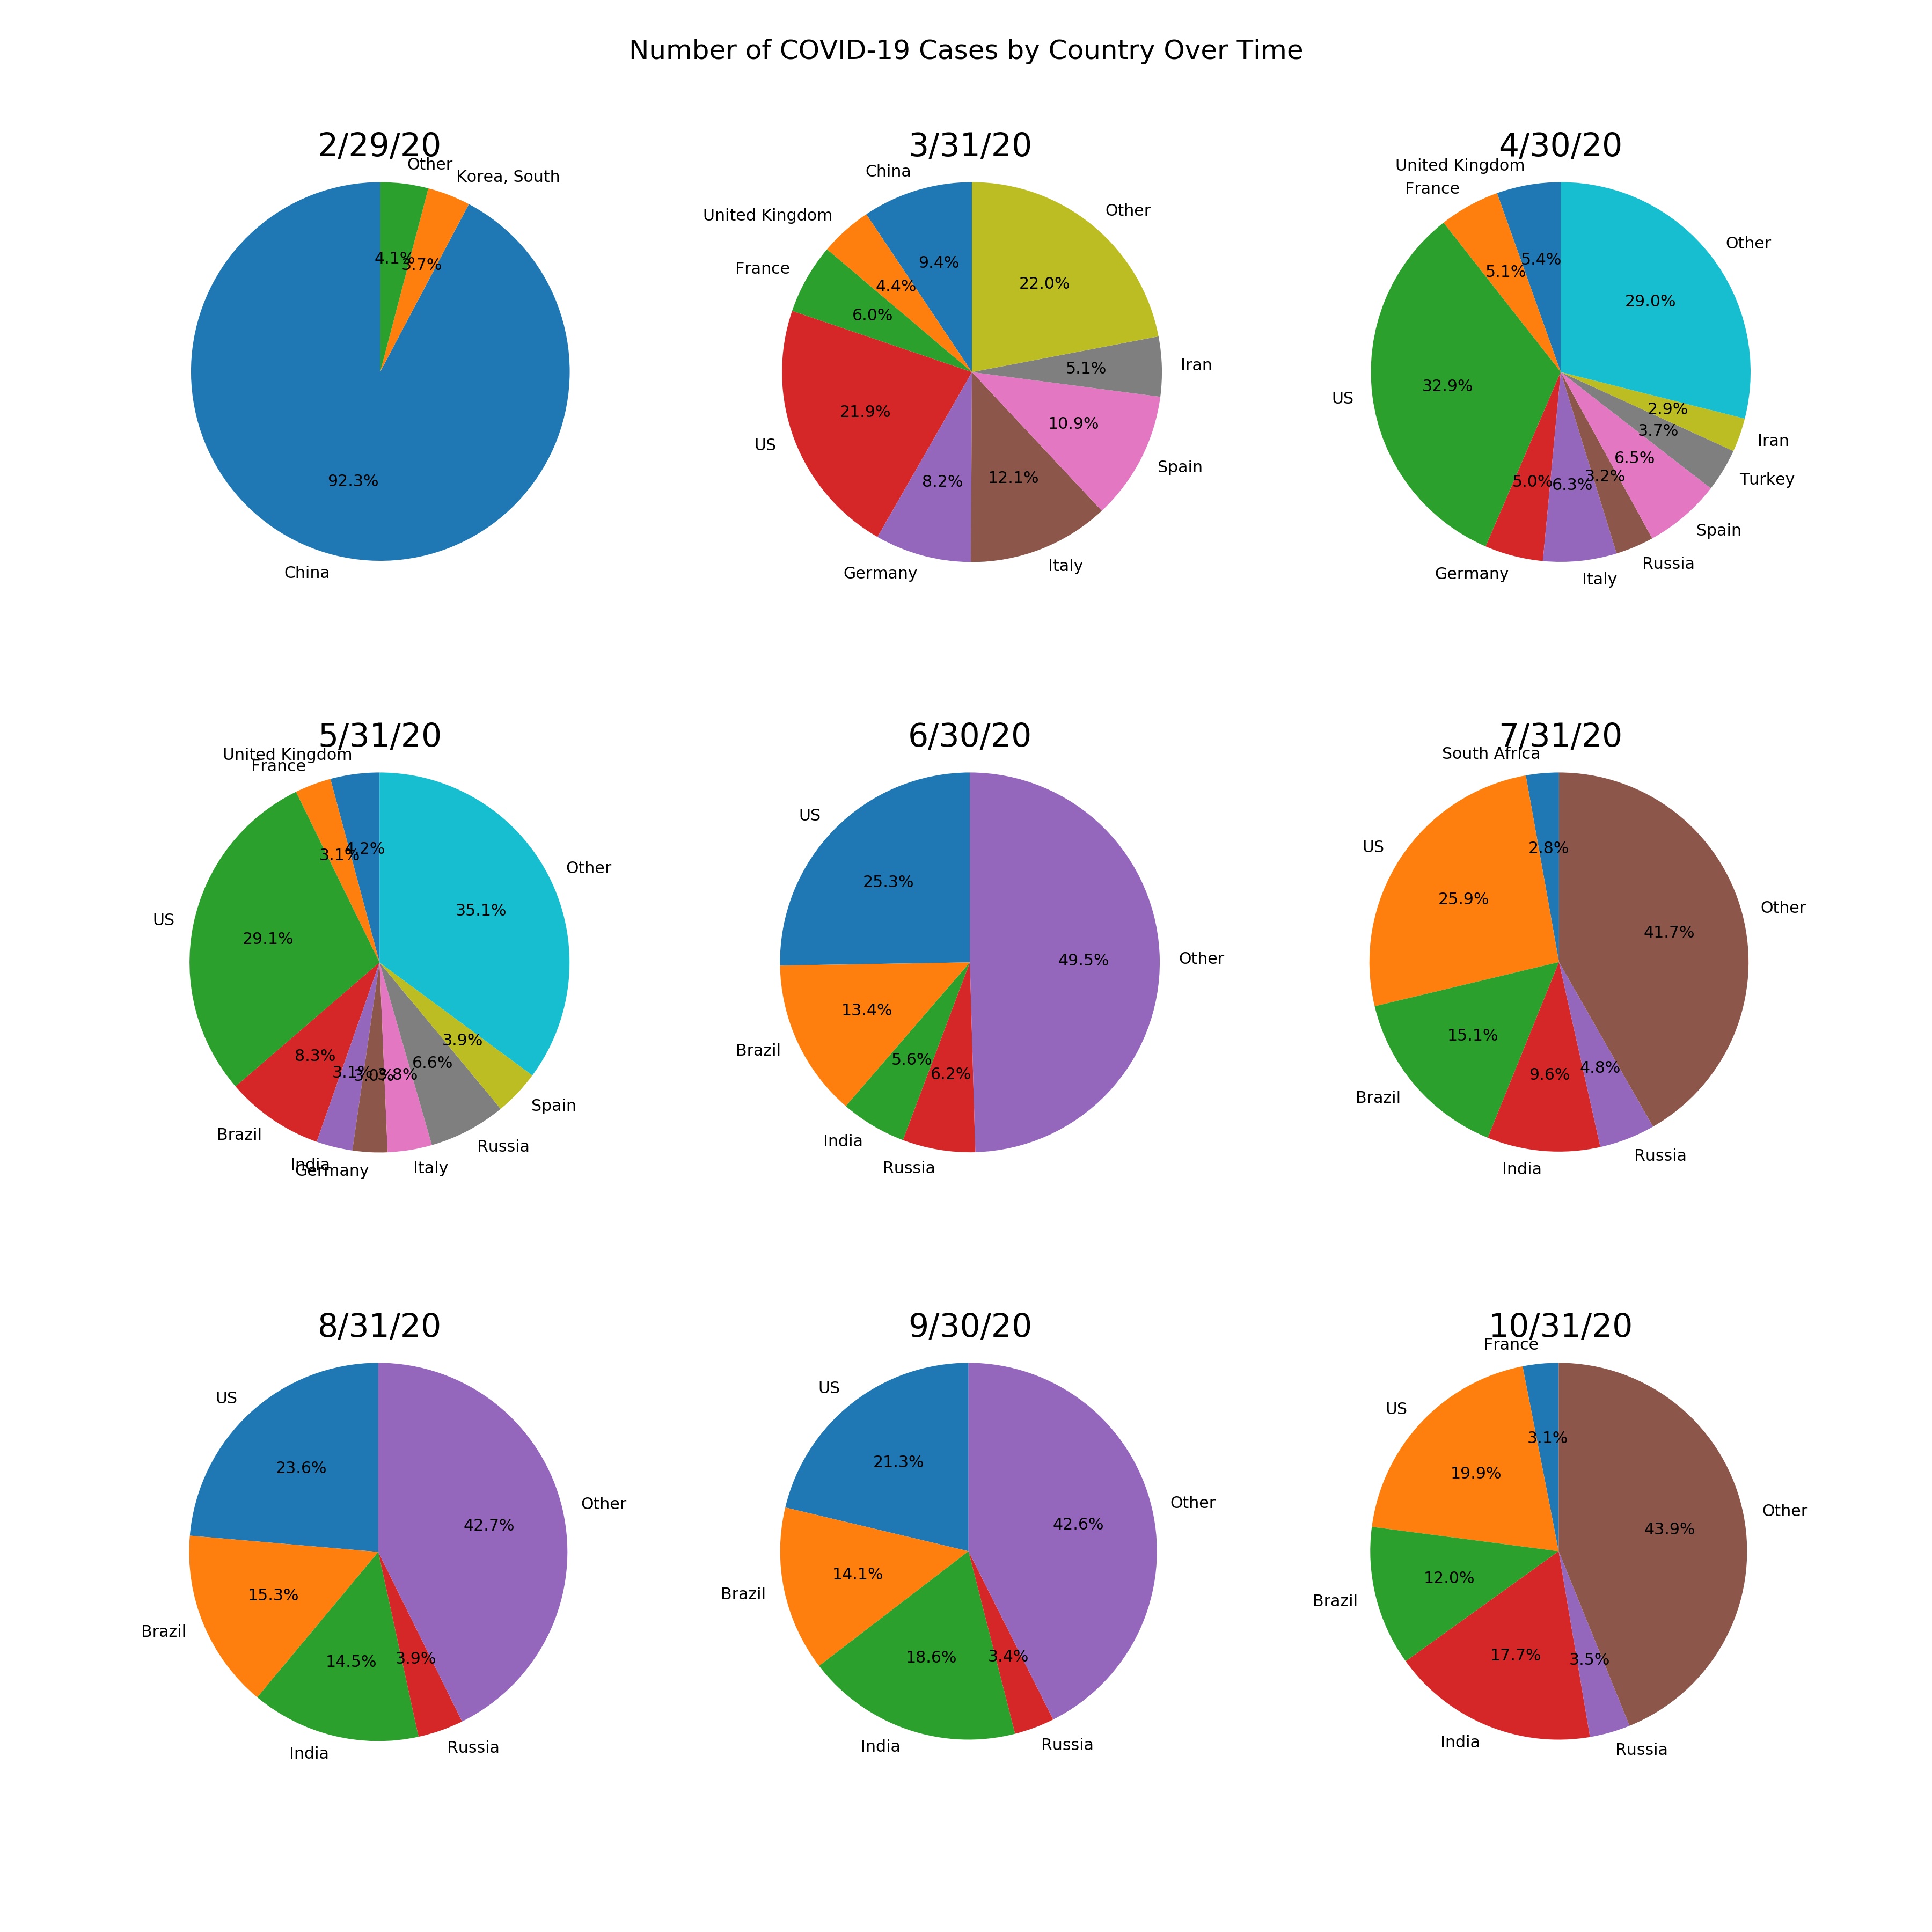 Number of COVID-19 Cases by Country Over Time
2/29/20
Other
Korea, South
4.1%
3.7%
92.3%
China
3/31/20
China
United Kingdom
Other
France
9.4%
4.4%
22.0%
6.0%
Iran
5.1%
21.9%
10.9%
US
Spain
8.2%
12.1%
Germany
Italy
4/30/20
United Kingdom
France
Other
5.4%
5.1%
29.0%
32.9%
US
2.9%
3.7%
Iran
6.5%
Turkey
5.0%
6.3%
3.2%
Spain
Russia
Germany
Italy
5/31/20
United Kingdom
France
4.2%
3.1%
Other
35.1%
US
29.1%
3.9%
8.3%
6.6%
3.1%
3.0%
3.8%
Spain
Brazil
Russia
India
Germany
Italy
6/30/20
US
25.3%
49.5%
Other
13.4%
Brazil
5.6%
6.2%
India
Russia
7/31/20
South Africa
US
2.8%
25.9%
Other
41.7%
15.1%
9.6%
4.8%
Brazil
India
Russia
8/31/20
US
23.6%
Other
42.7%
15.3%
Brazil
14.5%
3.9%
India
Russia
9/30/20
US
21.3%
Other
42.6%
14.1%
Brazil
18.6%
3.4%
India
Russia
10/31/20
France
US
3.1%
19.9%
Other
43.9%
12.0%
Brazil
17.7%
3.5%
India
Russia